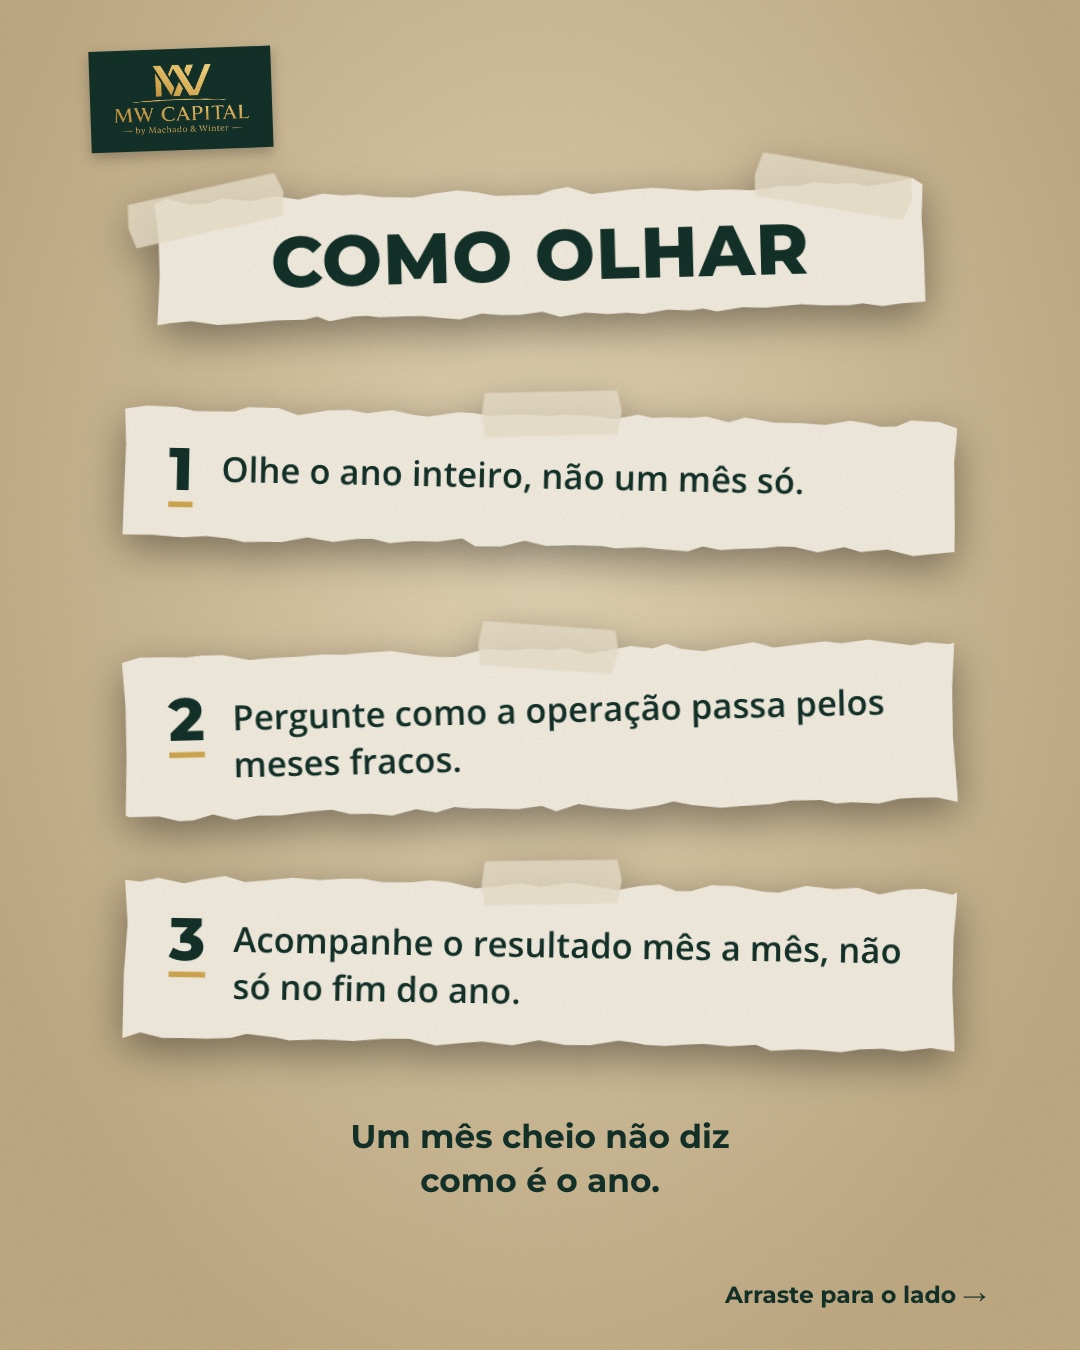 MW CAPITAL
by Machado & Winter
COMO OLHAR
1 Olhe o ano inteiro, não um mês só.
2 Pergunte como a operação passa pelos
meses fracos.
3 Acompanhe o resultado mês a mês, não
só no fim do ano.
Um mês cheio não diz
como é o ano.
Arraste para o lado →